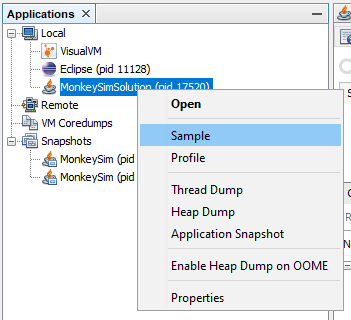 Applications
Local
VisualVM
Eclipse (pid 11128)
MonkeySimSolution (pid 17520)
Remote
VM Coredumps
Snapshots
MonkeySim (pid
MonkeySim (pid
Open
Sample
Profile
Thread Dump
Heap Dump
Application Snapshot
Enable Heap Dump on OOME
Properties